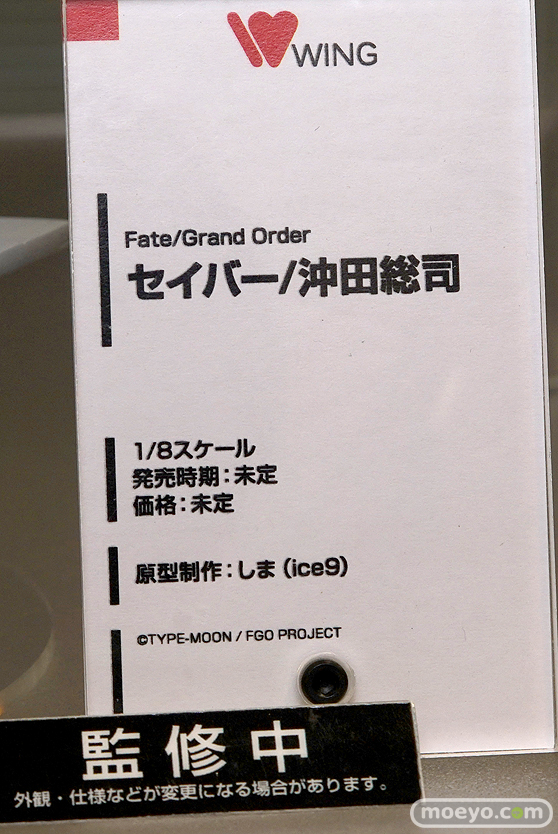 WING
Fate/Grand Order
セイバー/沖田総司
1/8スケール
発売時期:未定
価格:未定
原型制作:しま(ice9)
©TYPE-MOON / FGO PROJECT
監修中
外観・仕様などが変更になる場合があります。
moeyo.com